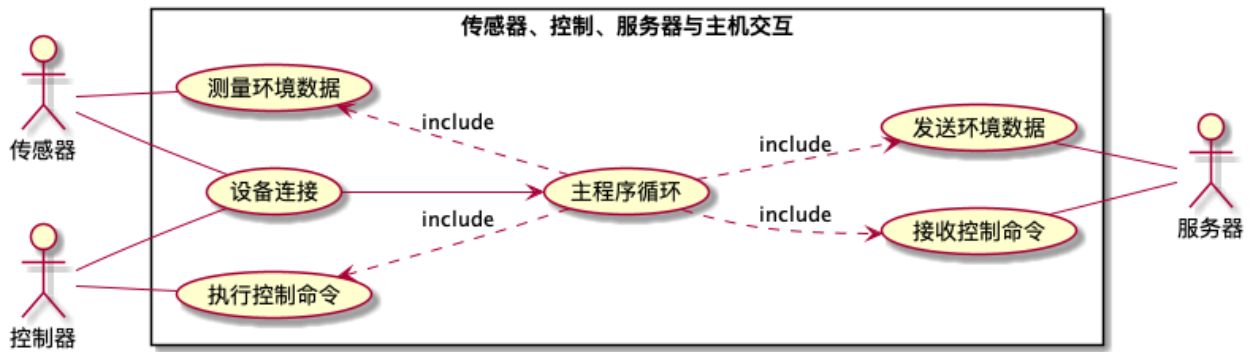 传感器、控制、服务器与主机交互
测量环境数据
include
发送环境数据
include
传感器
设备连接
主程序循环
include
include
接收控制命令
服务器
执行控制命令
控制器